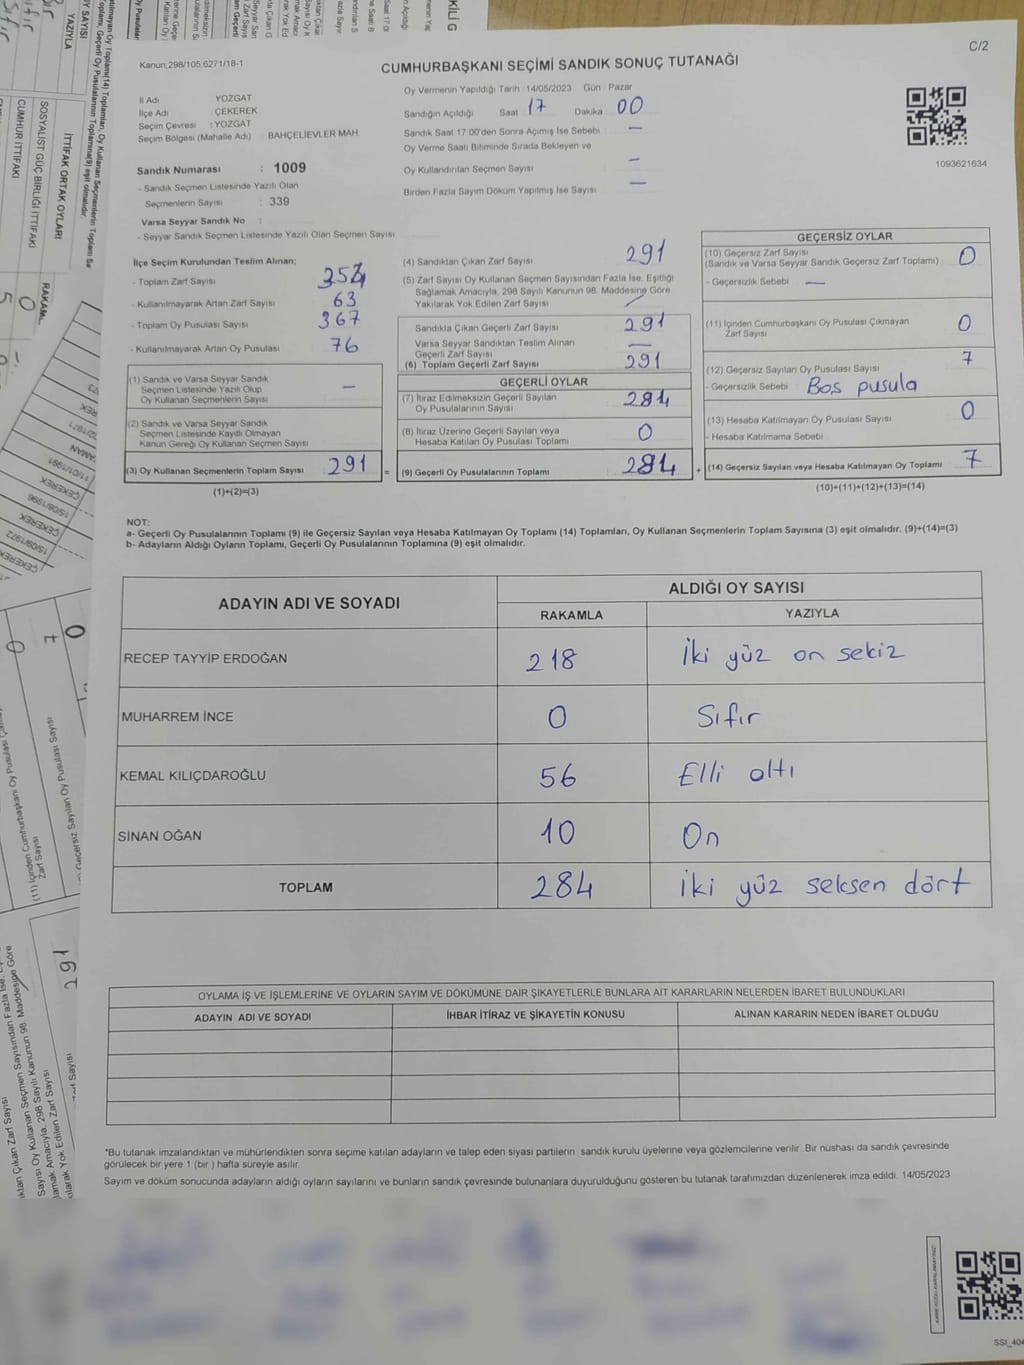 C/2
Kanun;298/105;6271/18-1
CUMHURBAŞKANI SEÇİMİ SANDIK SONUÇ TUTANAĞI
İl Adı YOZGAT
İlçe Adı ÇEKEREK
Seçim Çevresi : YOZGAT
Seçim Bölgesi (Mahalle Adı) BAHÇELİEVLER MAH.
Sandık Numarası : 1009
- Sandık Seçmen Listesinde Yazılı Olan
Seçmenlerin Sayısı : 339
Varsa Seyyar Sandık No :
- Seyyar Sandık Seçmen Listesinde Yazılı Olan Seçmen Sayısı
Oy Vermenin Yapıldığı Tarih :14/05/2023 Gün : Pazar
Sandığın Açıldığı Saat 17 Dakika 00
Sandık Saat 17.00'den Sonra Açımış İse Sebebi —
Oy Verme Saati Bitiminde Sırada Bekleyen ve
Oy Kullandırılan Seçmen Sayısı —
Birden Fazla Sayım Döküm Yapılmış İse Sayısı —
1093621634
İlçe Seçim Kurulundan Teslim Alınan;
- Toplam Zarf Sayısı 354
- Kullanılmayarak Artan Zarf Sayısı 63
- Toplam Oy Pusulası Sayısı 367
- Kullanılmayarak Artan Oy Pusulası 76
(1) Sandık ve Varsa Seyyar Sandık
Seçmen Listesinde Yazılı Olup
Oy Kullanan Seçmenlerin Sayısı —
(2) Sandık ve Varsa Seyyar Sandık
Seçmen Listesinde Kayıtlı Olmayan
Kanun Gereği Oy Kullanan Seçmen Sayısı
(3) Oy Kullanan Seçmenlerin Toplam Sayısı 291 =
(1)+(2)=(3)
(4) Sandıktan Çıkan Zarf Sayısı 291
(5) Zarf Sayısı Oy Kullanan Seçmen Sayısından Fazla İse, Eşitliği
Sağlamak Amacıyla, 298 Sayılı Kanunun 98. Maddesine Göre
Yakılarak Yok Edilen Zarf Sayısı
Sandıkta Çıkan Geçerli Zarf Sayısı 291
Varsa Seyyar Sandıktan Teslim Alınan
Geçerli Zarf Sayısı —
(6) Toplam Geçerli Zarf Sayısı 291
GEÇERLİ OYLAR
(7) İtiraz Edilmeksizin Geçerli Sayılan
Oy Pusulalarının Sayısı 284
(8) İtiraz Üzerine Geçerli Sayılan veya
Hesaba Katılan Oy Pusulası Toplamı 0
(9) Geçerli Oy Pusulalarının Toplamı 284 +
GEÇERSİZ OYLAR
(10) Geçersiz Zarf Sayısı
(Sandık ve Varsa Seyyar Sandık Geçersiz Zarf Toplamı) 0
- Geçersizlik Sebebi —
(11) İçinden Cumhurbaşkanı Oy Pusulası Çıkmayan
Zarf Sayısı 0
(12) Geçersiz Sayılan Oy Pusulası Sayısı 7
- Geçersizlik Sebebi : Boş pusula
(13) Hesaba Katılmayan Oy Pusulası Sayısı 0
- Hesaba Katılmama Sebebi
(14) Geçersiz Sayılan veya Hesaba Katılmayan Oy Toplamı 7
(10)+(11)+(12)+(13)=(14)
NOT:
a- Geçerli Oy Pusulalarının Toplamı (9) ile Geçersiz Sayılan veya Hesaba Katılmayan Oy Toplamı (14) Toplamları, Oy Kullanan Seçmenlerin Toplam Sayısına (3) eşit olmalıdır. (9)+(14)=(3)
b- Adayların Aldığı Oyların Toplamı, Geçerli Oy Pusulalarının Toplamına (9) eşit olmalıdır.
ADAYIN ADI VE SOYADI ALDIĞI OY SAYISI
RAKAMLA YAZIYLA
RECEP TAYYİP ERDOĞAN 218 İki yüz on sekiz
MUHARREM İNCE 0 Sıfır
KEMAL KILIÇDAROĞLU 56 Elli altı
SİNAN OĞAN 10 On
TOPLAM 284 iki yüz seksen dört
OYLAMA İŞ VE İŞLEMLERİNE VE OYLARIN SAYIM VE DÖKÜMÜNE DAİR ŞİKAYETLERLE BUNLARA AİT KARARLARIN NELERDEN İBARET BULUNDUKLARI
ADAYIN ADI VE SOYADI İHBAR İTİRAZ VE ŞİKAYETİN KONUSU ALINAN KARARIN NEDEN İBARET OLDUĞU
*Bu tutanak imzalandıktan ve mühürlendikten sonra seçime katılan adayların ve talep eden siyasi partilerin sandık kurulu üyelerine veya gözlemcilerine verilir. Bir nüshası da sandık çevresinde
görülecek bir yere 1 (bir ) hafta süreyle asılır.
Sayım ve döküm sonucunda adayların aldığı oyların sayılarını ve bunların sandık çevresinde bulunanlara duyurulduğunu gösteren bu tutanak tarafımızdan düzenlenerek imza edildi. 14/05/2023